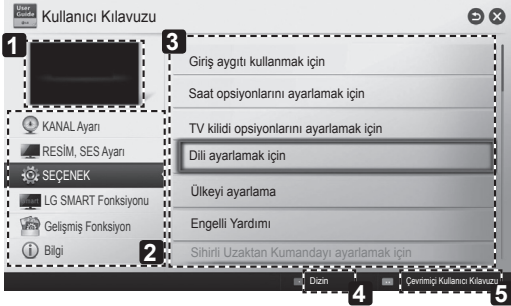 User Guide
Kullanıcı Kılavuzu
1
3
Giriş aygıtı kullanmak için
Saat opsiyonlarını ayarlamak için
TV kilidi opsiyonlarını ayarlamak için
Dili ayarlamak için
Ülkeyi ayarlama
Engelli Yardımı
Sihirli Uzaktan Kumandayı ayarlamak için
KANAL Ayarı
RESİM, SES Ayarı
SEÇENEK
LG SMART Fonksiyonu
Gelişmiş Fonksiyon
Bilgi
2
Dizin
4
Çevrimiçi Kullanıcı Kılavuzu
5